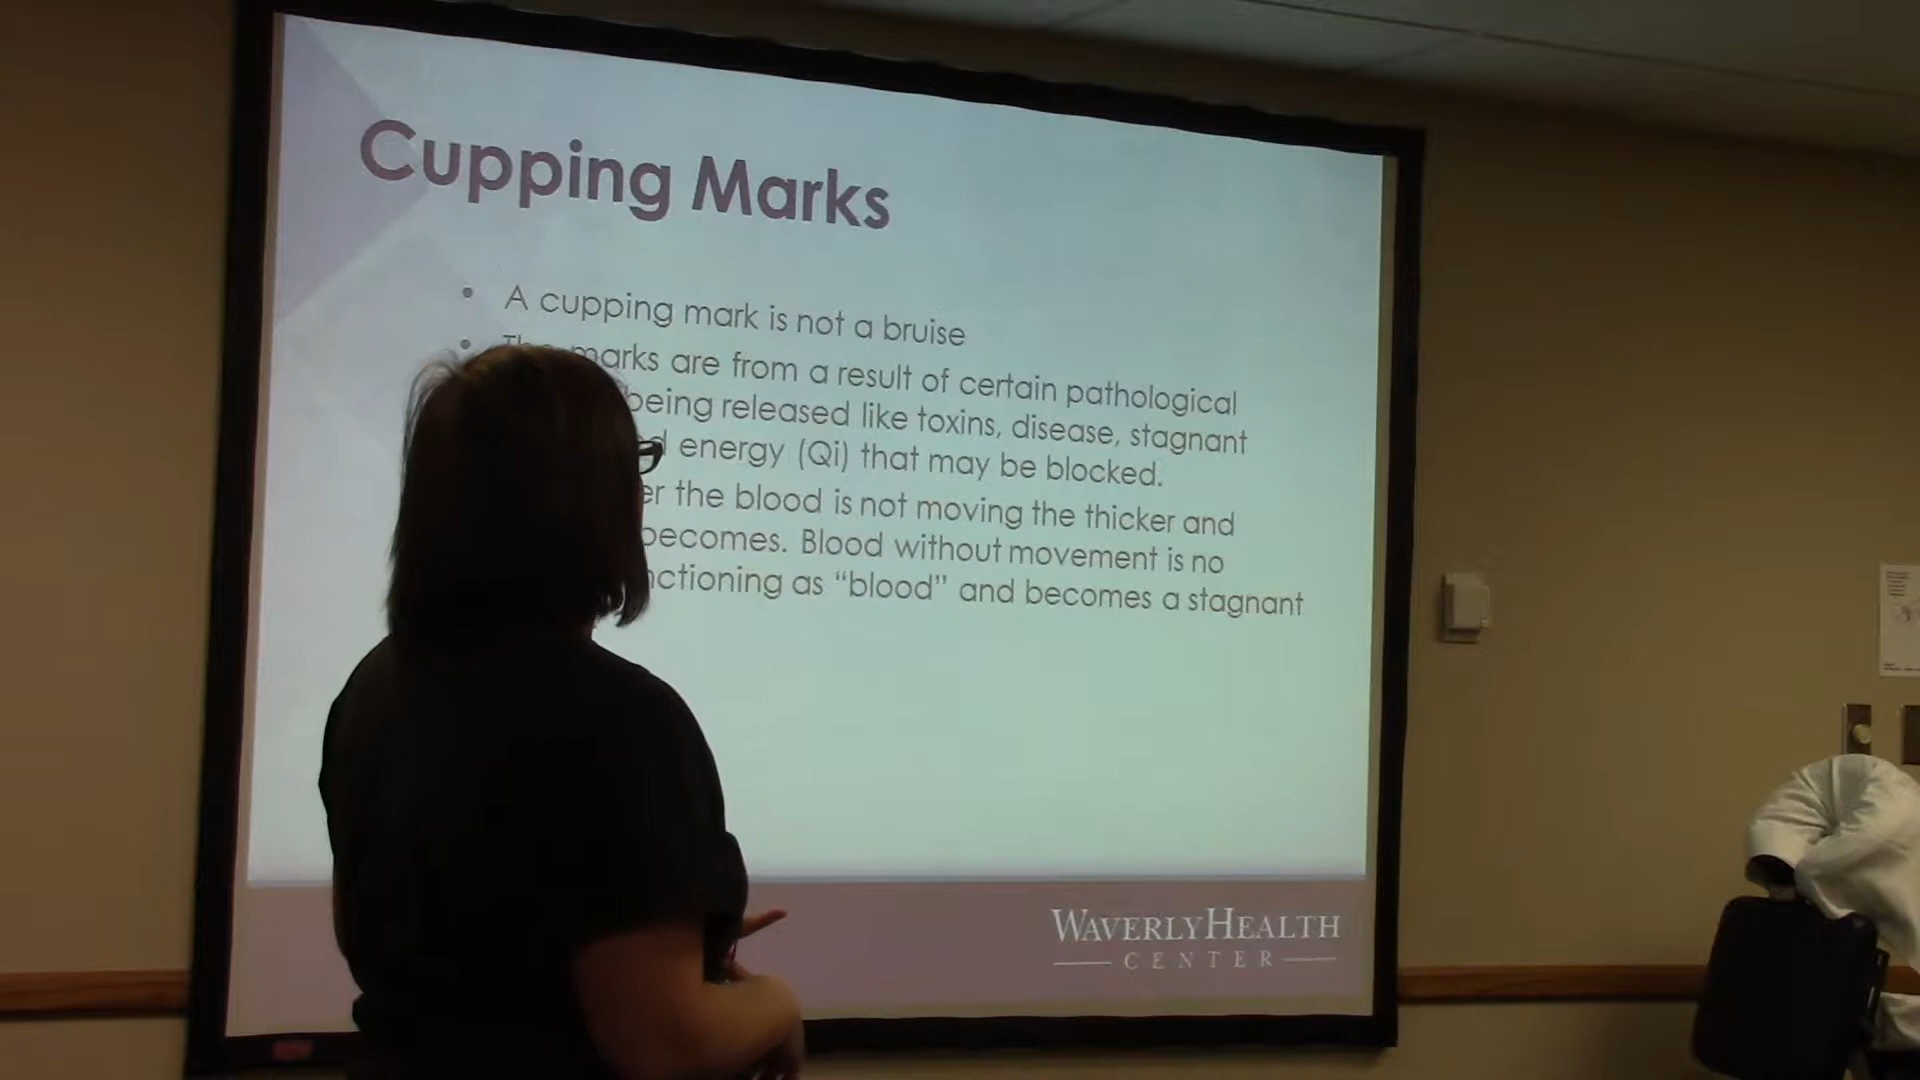 Cupping Marks
• A cupping mark is not a bruise
• The marks are from a result of certain pathological
being released like toxins, disease, stagnant
energy (Qi) that may be blocked.
the blood is not moving the thicker and
becomes. Blood without movement is no
as “blood” and becomes a stagnant
WAVERLYHEALTH
CENTER